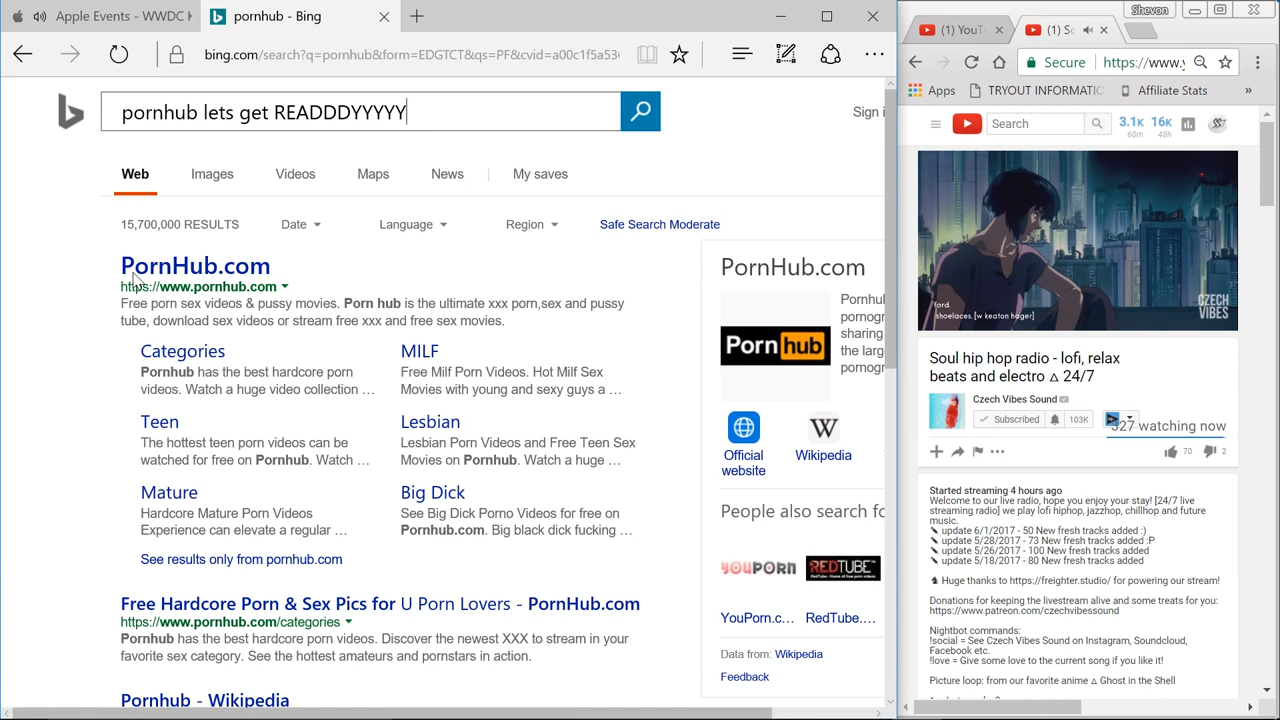 Apple Events - WWDC K
pornhub - Bing
bing.com/search?q=pornhub&form=EDGTCT&qs=PF&cvid=a00c1f5a53
pornhub lets get READDDYYYYY
Sign i
Web Images Videos Maps News My saves
15,700,000 RESULTS Date Language Region Safe Search Moderate
PornHub.com
https://www.pornhub.com
Free porn sex videos & pussy movies. Porn hub is the ultimate xxx porn,sex and pussy
tube, download sex videos or stream free xxx and free sex movies.
Categories
Pornhub has the best hardcore porn
videos. Watch a huge video collection ...
MILF
Free Milf Porn Videos. Hot Milf Sex
Movies with young and sexy guys a ...
Teen
The hottest teen porn videos can be
watched for free on Pornhub. Watch ...
Lesbian
Lesbian Porn Videos and Free Teen Sex
Movies on Pornhub. Watch a huge ...
Mature
Hardcore Mature Porn Videos
Experience can elevate a regular ...
Big Dick
See Big Dick Porno Videos for free on
Pornhub.com. Big black dick fucking ...
See results only from pornhub.com
Free Hardcore Porn & Sex Pics for U Porn Lovers - PornHub.com
https://www.pornhub.com/categories
Pornhub has the best hardcore porn videos. Discover the newest XXX to stream in your
favorite sex category. See the hottest amateurs and pornstars in action.
Pornhub - Wikipedia
PornHub.com
Porn hub
Pornhul
pornogr
sharing
the larg
pornog
Official
website
W
Wikipedia
People also search fo
YOUPORN
REDTUBE
RedTube - Home of free porn videos
YouPorn.c...
RedTube....
Data from: Wikipedia
Feedback
Shevon
(1) YouT
(1) So
Secure https://www.y
Apps TRYOUT INFORMATIC Affiliate Stats »
Search
3.1K 16K
60m 48h
ford.
shoelaces.[w keaton hager]
CZECH
VIBES
Soul hip hop radio - lofi, relax
beats and electro △ 24/7
Czech Vibes Sound
Subscribed 103K
327 watching now
70 2
Started streaming 4 hours ago
Welcome to our live radio, hope you enjoy your stay! [24/7 live
streaming radio] we play lofi hiphop, jazzhop, chillhop and future
music.
✎ update 6/1/2017 - 50 New fresh tracks added :)
✎ update 5/28/2017 - 73 New fresh tracks added :P
✎ update 5/26/2017 - 100 New fresh tracks added
✎ update 5/18/2017 - 80 New fresh tracks added
♞ Huge thanks to https://freighter.studio/ for powering our stream!
Donations for keeping the livestream alive and some treats for you:
https://www.patreon.com/czechvibessound
Nightbot commands:
!social = See Czech Vibes Sound on Instagram, Soundcloud,
Facebook etc.
!love = Give some love to the current song if you like it!
Picture loop: from our favorite anime △ Ghost in the Shell